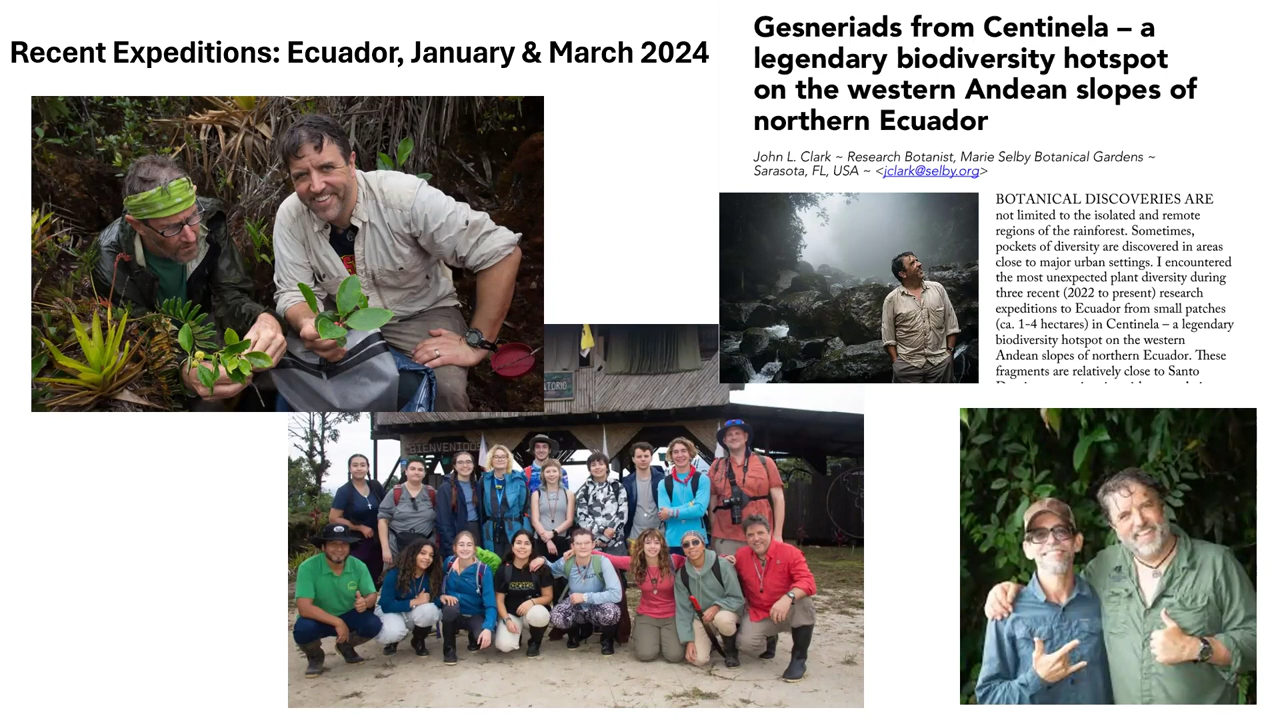 Recent Expeditions: Ecuador, January & March 2024
Gesneriads from Centinela – a
legendary biodiversity hotspot
on the western Andean slopes of
northern Ecuador
John L. Clark ~ Research Botanist, Marie Selby Botanical Gardens ~
Sarasota, FL, USA ~ <jclark@selby.org>
BOTANICAL DISCOVERIES ARE
not limited to the isolated and remote
regions of the rainforest. Sometimes,
pockets of diversity are discovered in areas
close to major urban settings. I encountered
the most unexpected plant diversity during
three recent (2022 to present) research
expeditions to Ecuador from small patches
(ca. 1-4 hectares) in Centinela – a legendary
biodiversity hotspot on the western
Andean slopes of northern Ecuador. These
fragments are relatively close to Santo
BIENVENIDOS